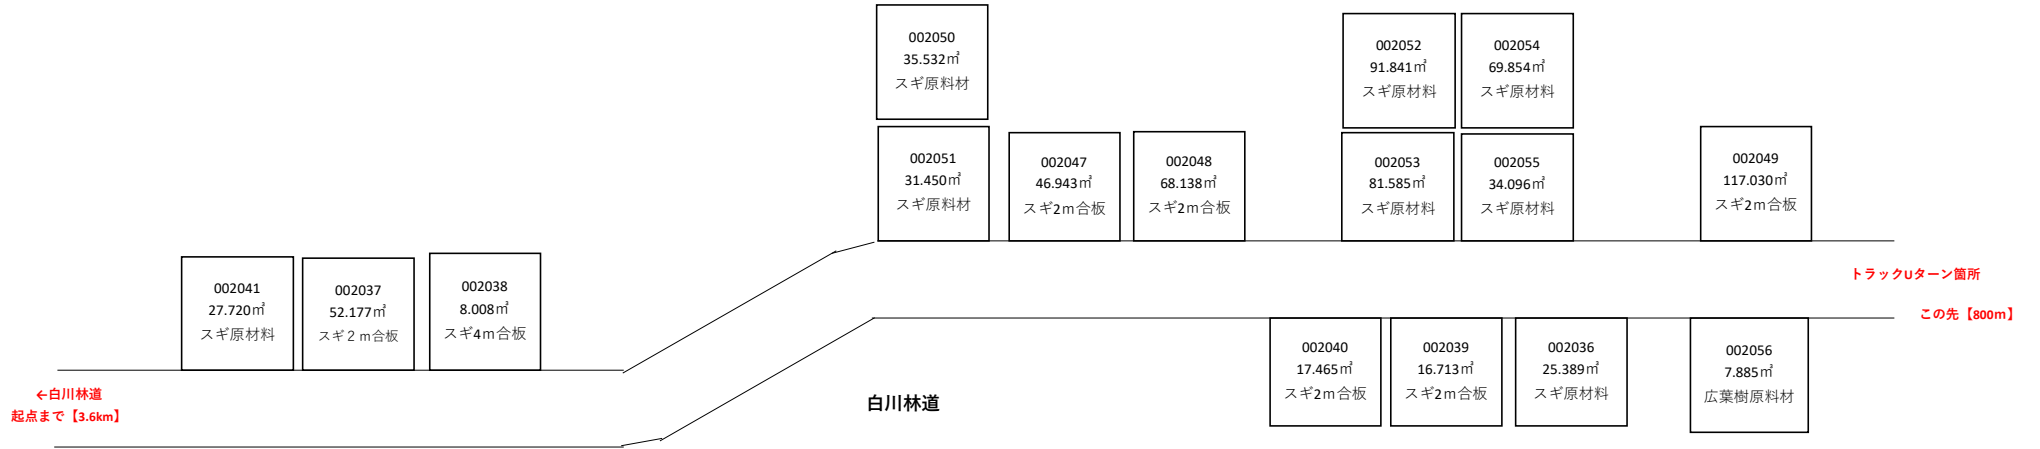 002050
35.532㎥
スギ原料材
002052
91.841㎥
スギ原材料
002054
69.854㎥
スギ原材料
002051
31.450㎥
スギ原料材
002047
46.943㎥
スギ2ｍ合板
002048
68.138㎥
スギ2ｍ合板
002053
81.585㎥
スギ原材料
002055
34.096㎥
スギ原材料
002049
117.030㎥
スギ2ｍ合板
002041
27.720㎥
スギ原材料
002037
52.177㎥
スギ２ｍ合板
002038
8.008㎥
スギ4ｍ合板
トラックUターン箇所
この先【800ｍ】
002040
17.465㎥
スギ2ｍ合板
002039
16.713㎥
スギ2ｍ合板
002036
25.389㎥
スギ原材料
002056
7.885㎥
広葉樹原料材
←白川林道
起点まで【3.6km】
白川林道